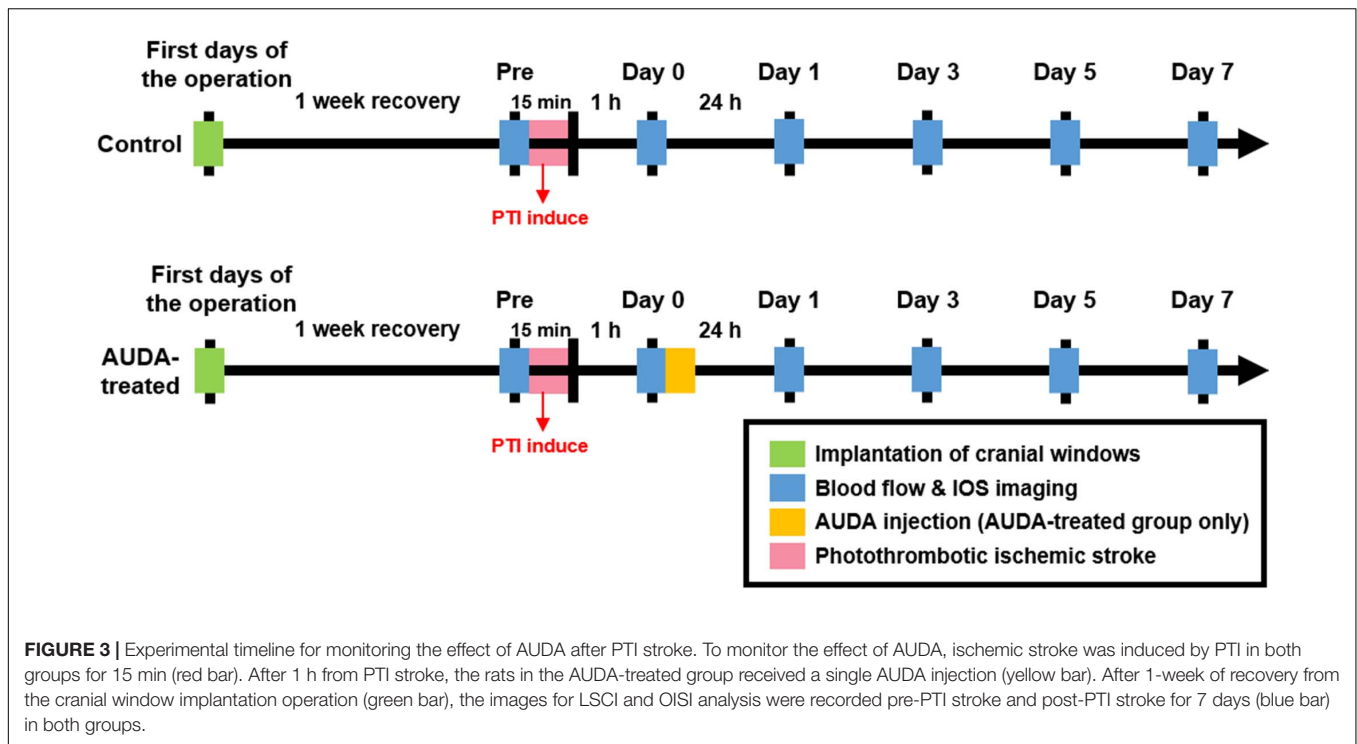 First days of
the operation
Pre
Day 0
Day 1
Day 3
Day 5
Day 7
1 week recovery
15 min
1 h
24 h
Control
PTI induce
First days of
the operation
Pre
Day 0
Day 1
Day 3
Day 5
Day 7
1 week recovery
15 min
1 h
24 h
AUDA-
treated
PTI induce
Implantation of cranial windows
Blood flow & IOS imaging
AUDA injection (AUDA-treated group only)
Photothrombotic ischemic stroke
FIGURE 3 | Experimental timeline for monitoring the effect of AUDA after PTI stroke. To monitor the effect of AUDA, ischemic stroke was induced by PTI in both
groups for 15 min (red bar). After 1 h from PTI stroke, the rats in the AUDA-treated group received a single AUDA injection (yellow bar). After 1-week of recovery from
the cranial window implantation operation (green bar), the images for LSCI and OISI analysis were recorded pre-PTI stroke and post-PTI stroke for 7 days (blue bar)
in both groups.